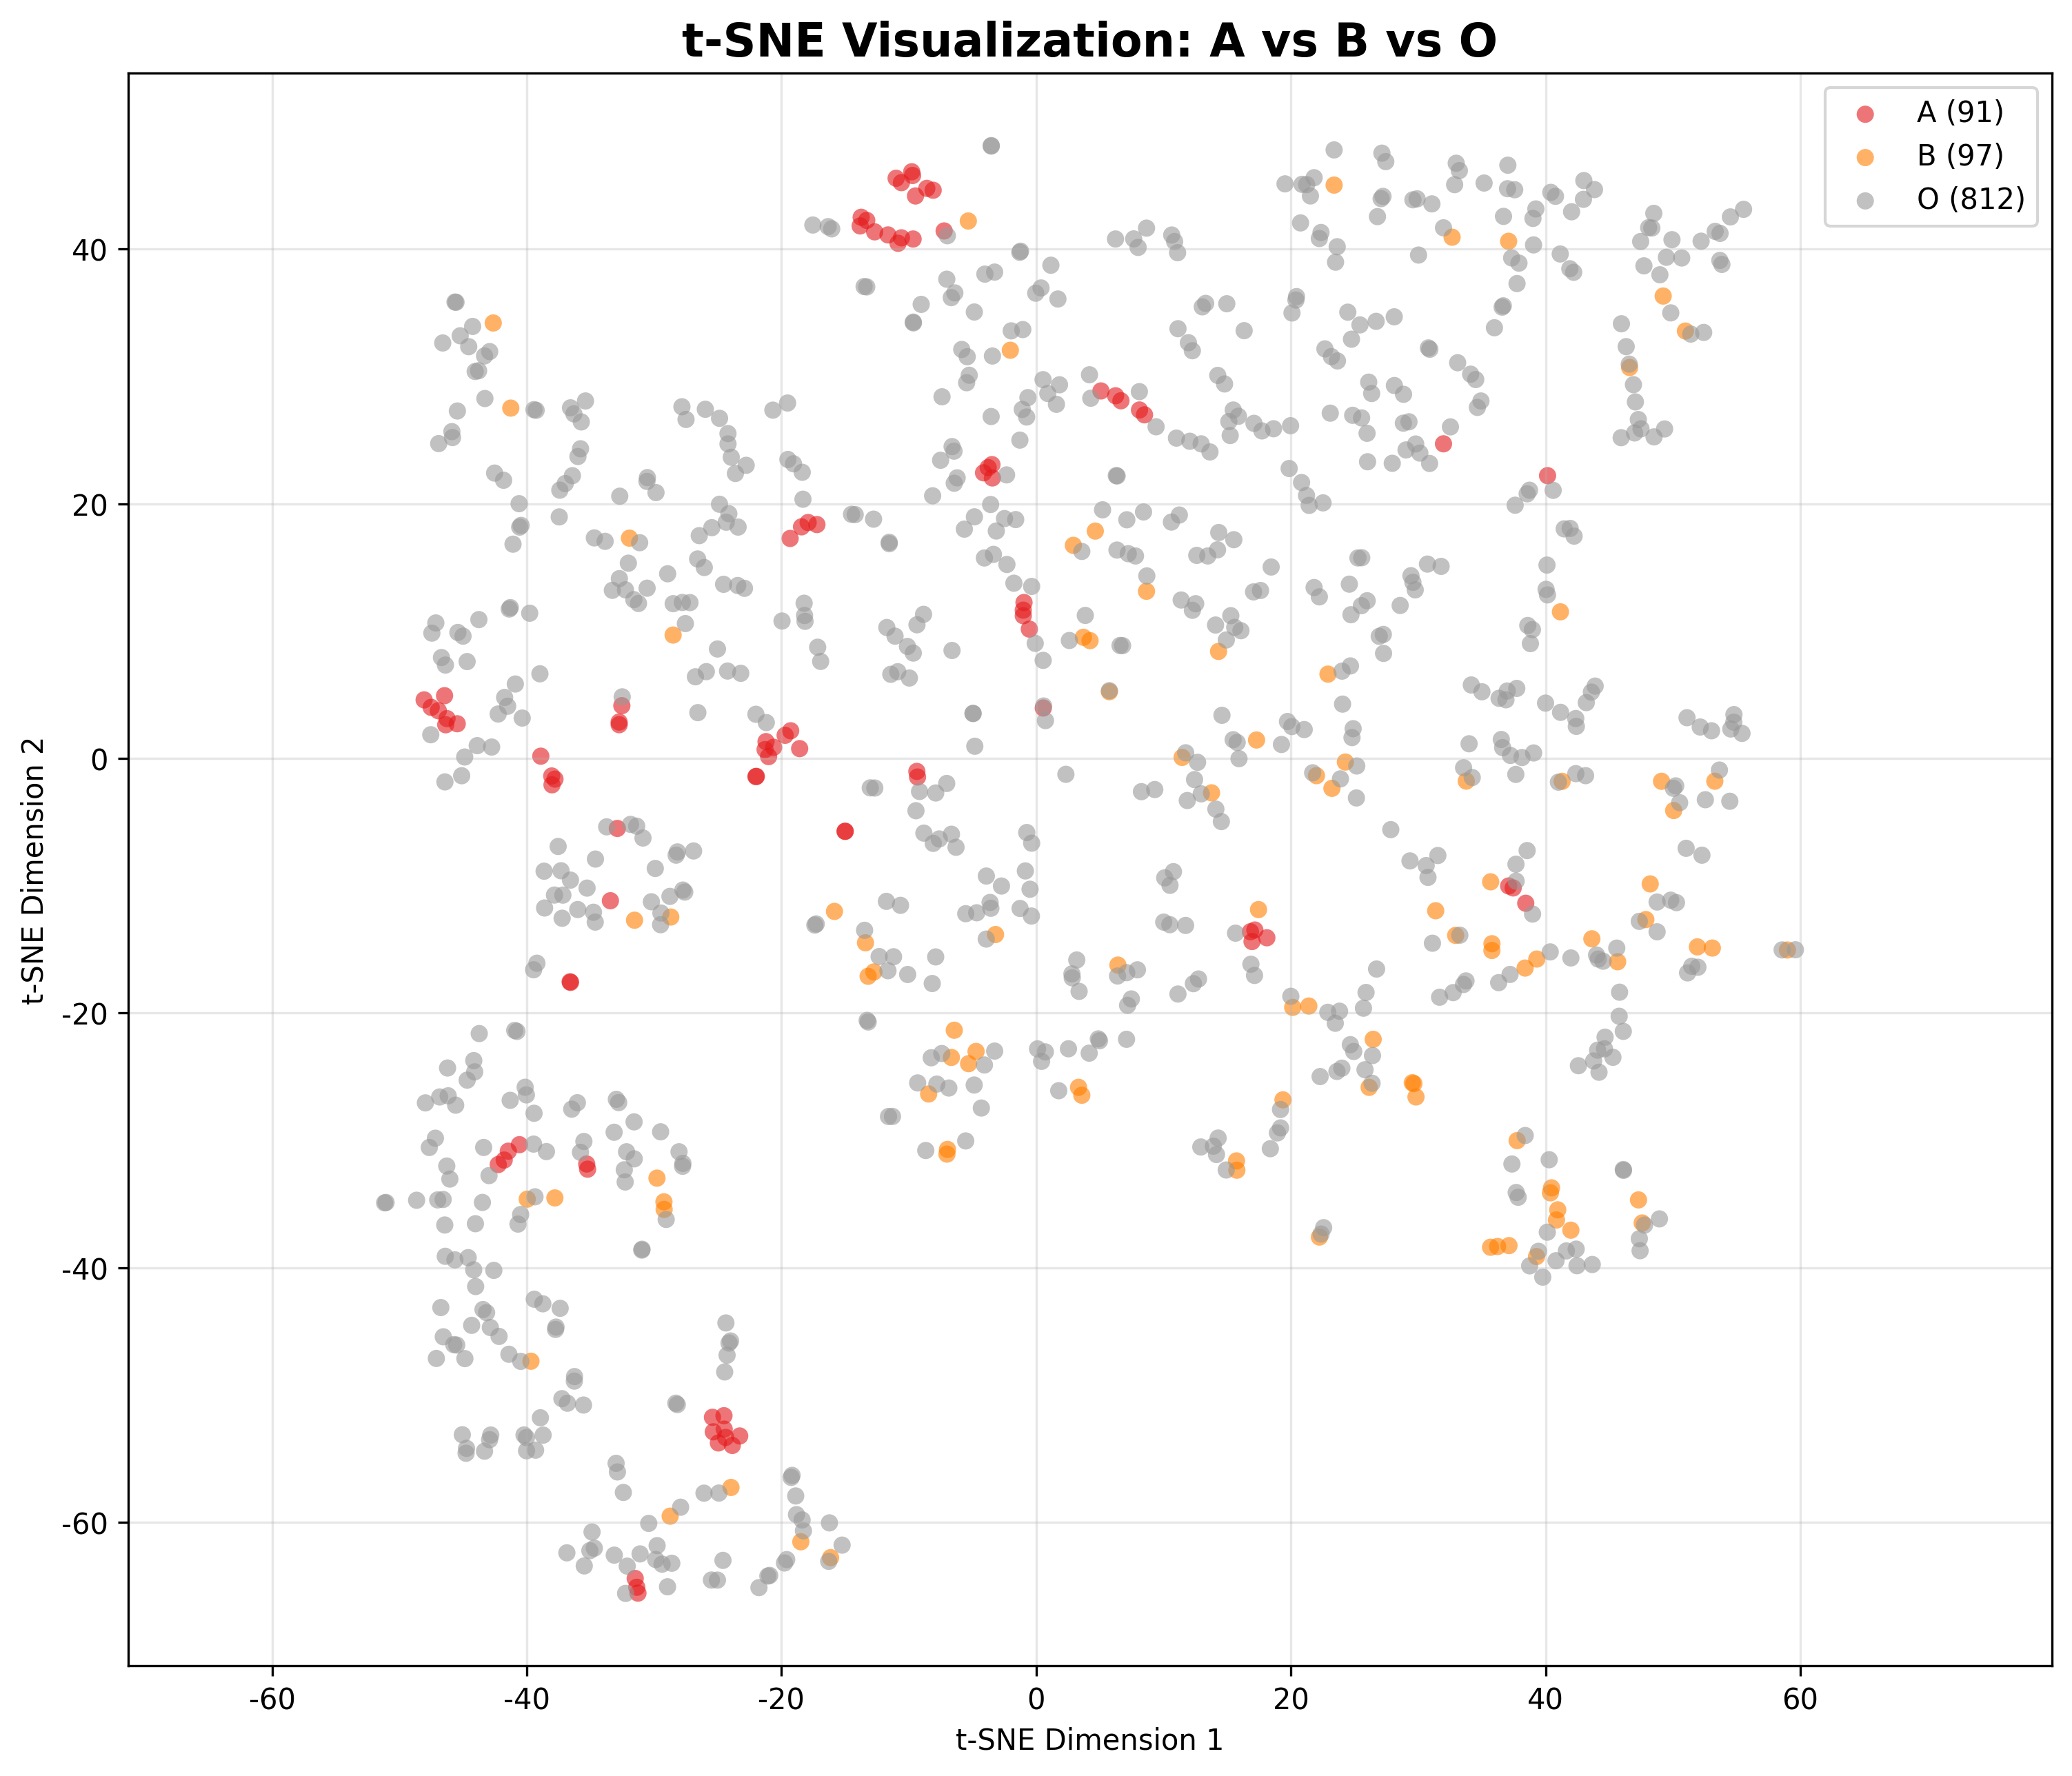 t-SNE Visualization: A vs B vs O
A (91)
B (97)
O (812)
t-SNE Dimension 2
40
20
0
-20
-40
-60
-60
-40
-20
0
20
40
60
t-SNE Dimension 1